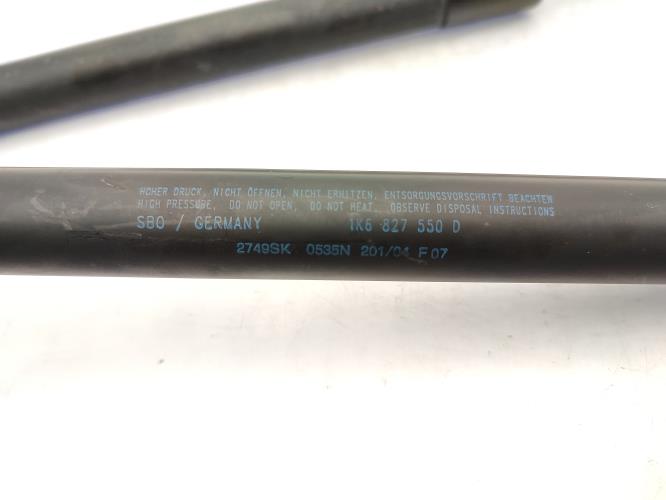 HOHER DRUCK, NICHT ÖFFNEN, NICHT ERHITZEN, ENTSORGUNGSVORSCHRIFT BEACHTEN
HIGH PRESSURE, DO NOT OPEN, DO NOT HEAT, OBSERVE DISPOSAL INSTRUCTIONS
SBO / GERMANY 1K6 827 550 D
2749SK 0535N 201/04 F07